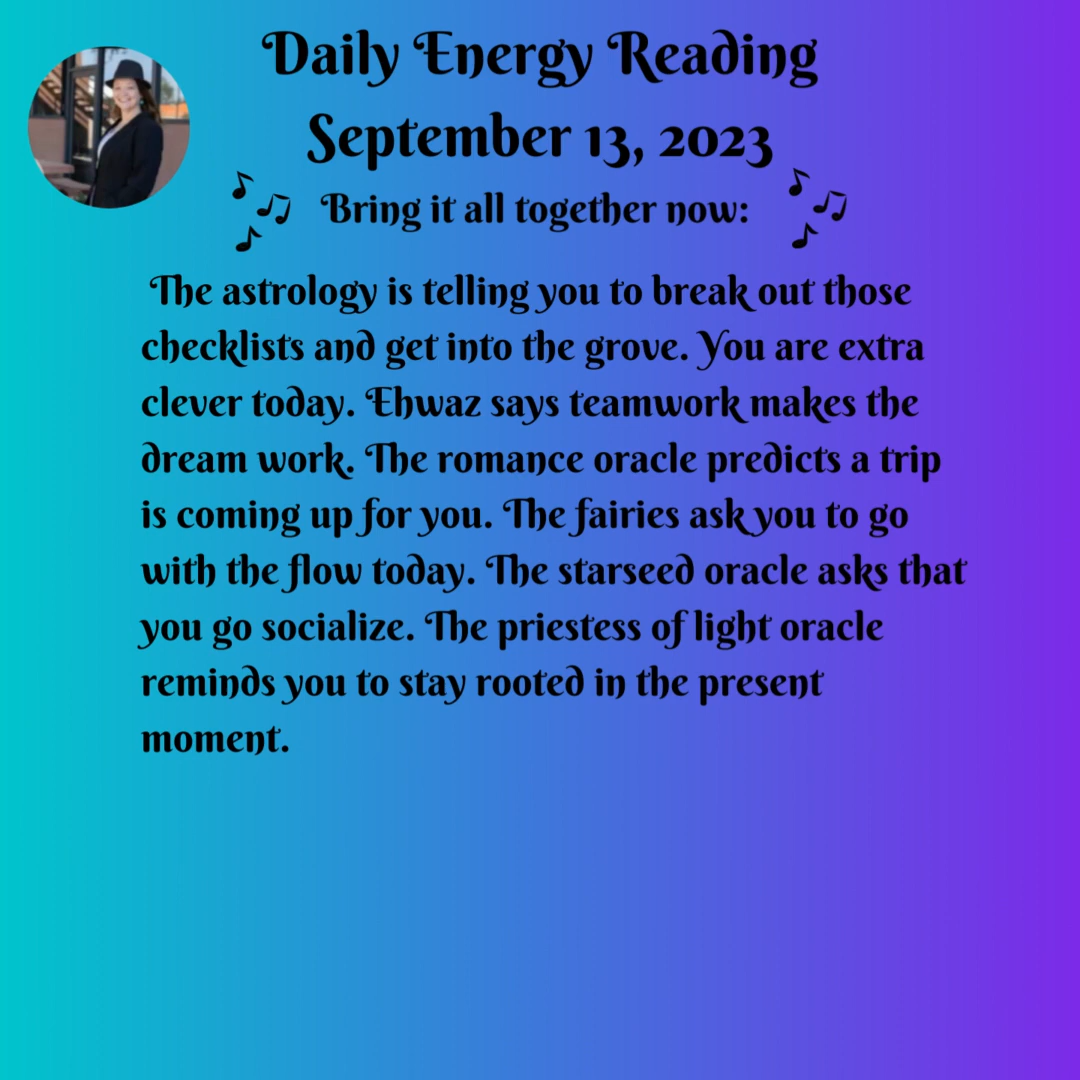 Daily Energy Reading
September 13, 2023
Bring it all together now:
The astrology is telling you to break out those
checklists and get into the grove. You are extra
clever today. Ehwaz says teamwork makes the
dream work. The romance oracle predicts a trip
is coming up for you. The fairies ask you to go
with the flow today. The starseed oracle asks that
you go socialize. The priestess of light oracle
reminds you to stay rooted in the present
moment.